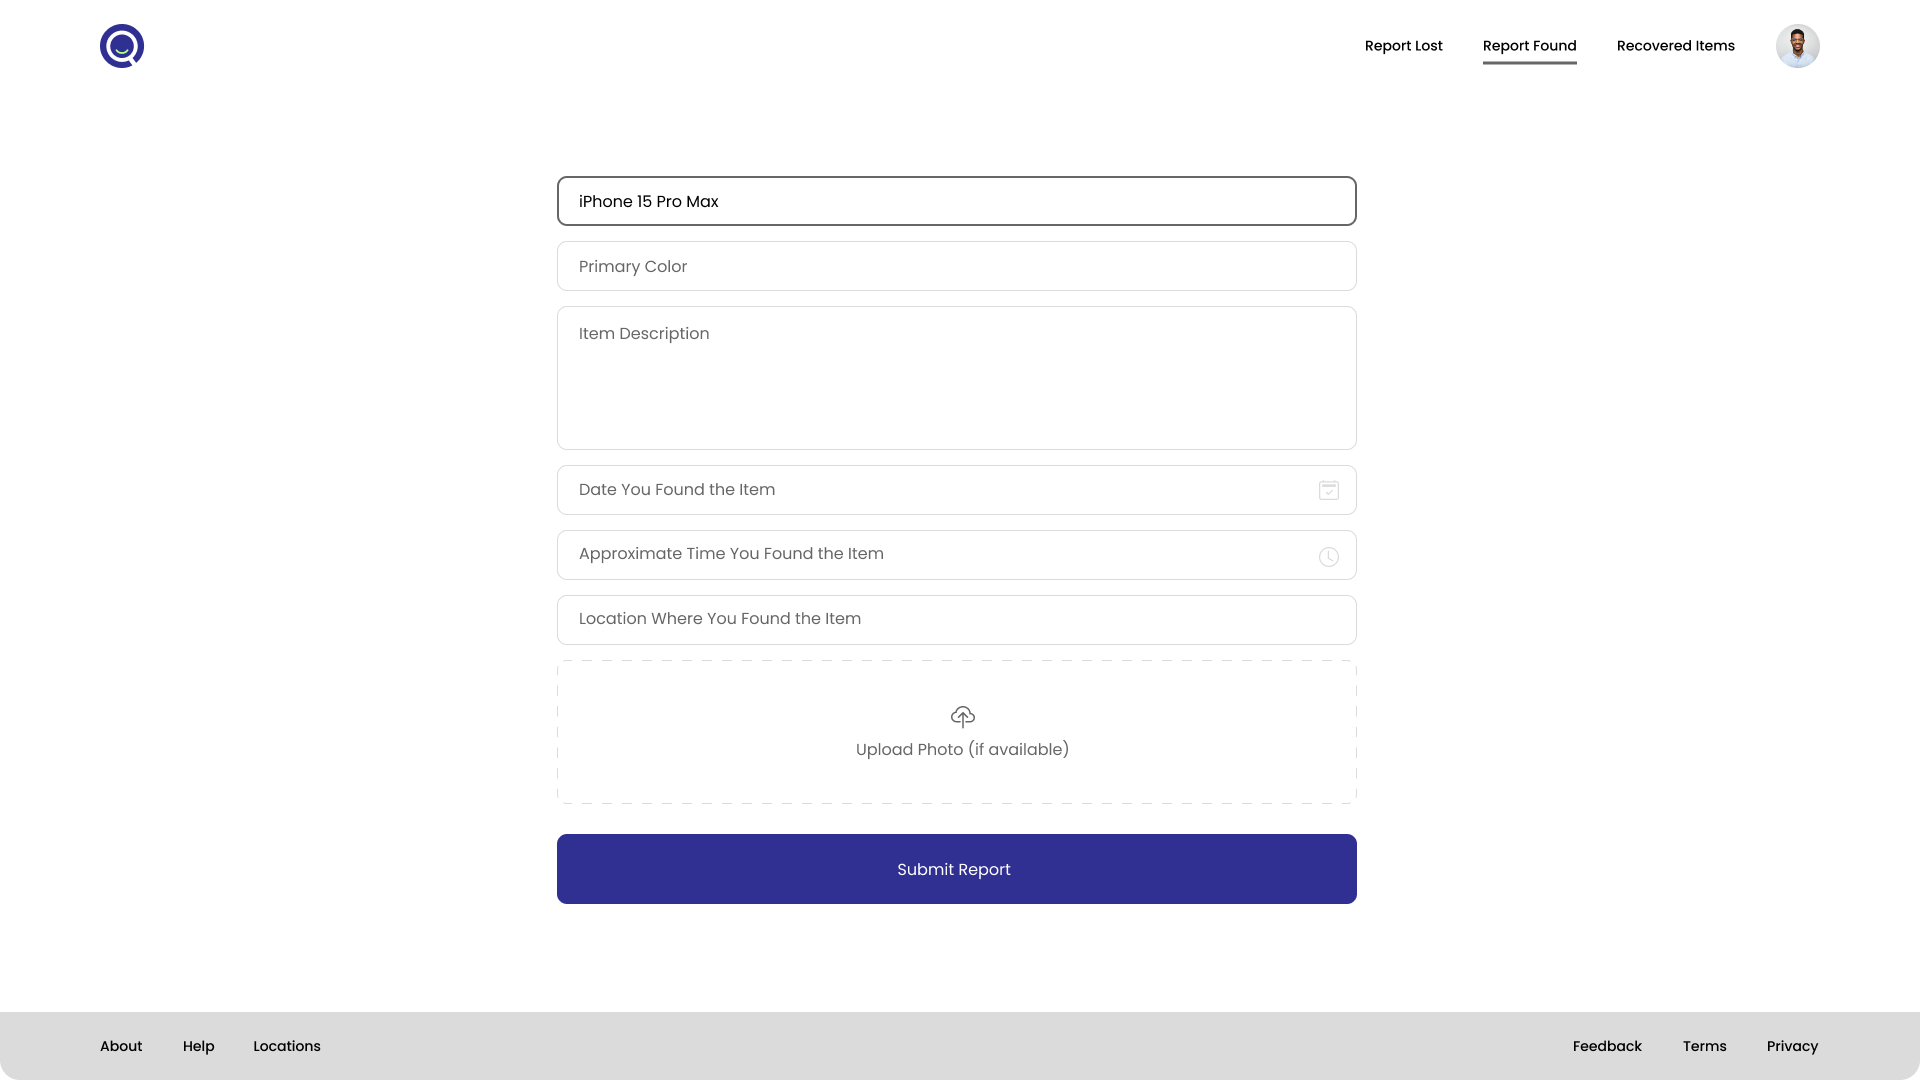 Report Lost
Report Found
Recovered Items
iPhone 15 Pro Max
Primary Color
Item Description
Date You Found the Item
Approximate Time You Found the Item
Location Where You Found the Item
Upload Photo (if available)
Submit Report
About
Help
Locations
Feedback
Terms
Privacy